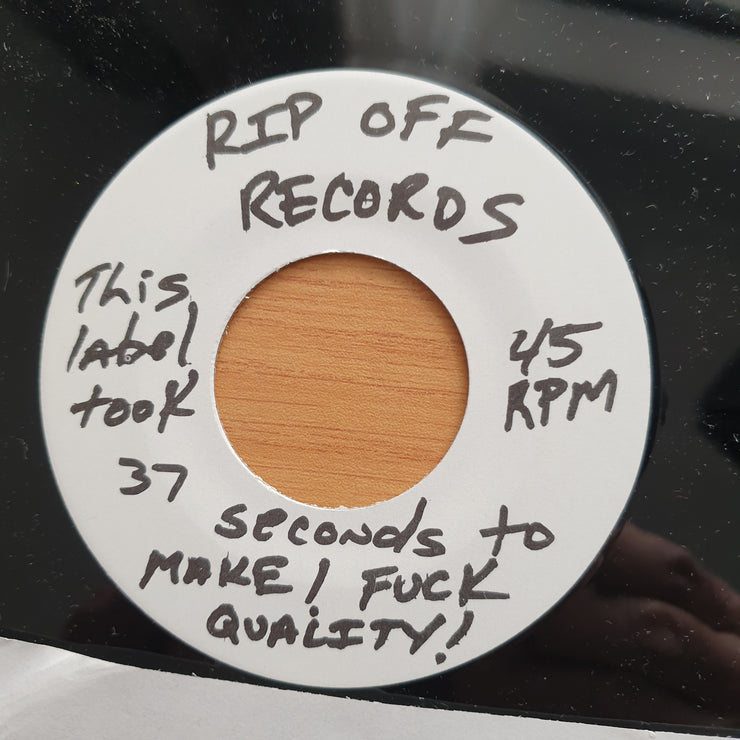 RIP OFF
RECORDS
This
label
took
37
seconds to
MAKE! FUCK
QUALITY!
45
RPM